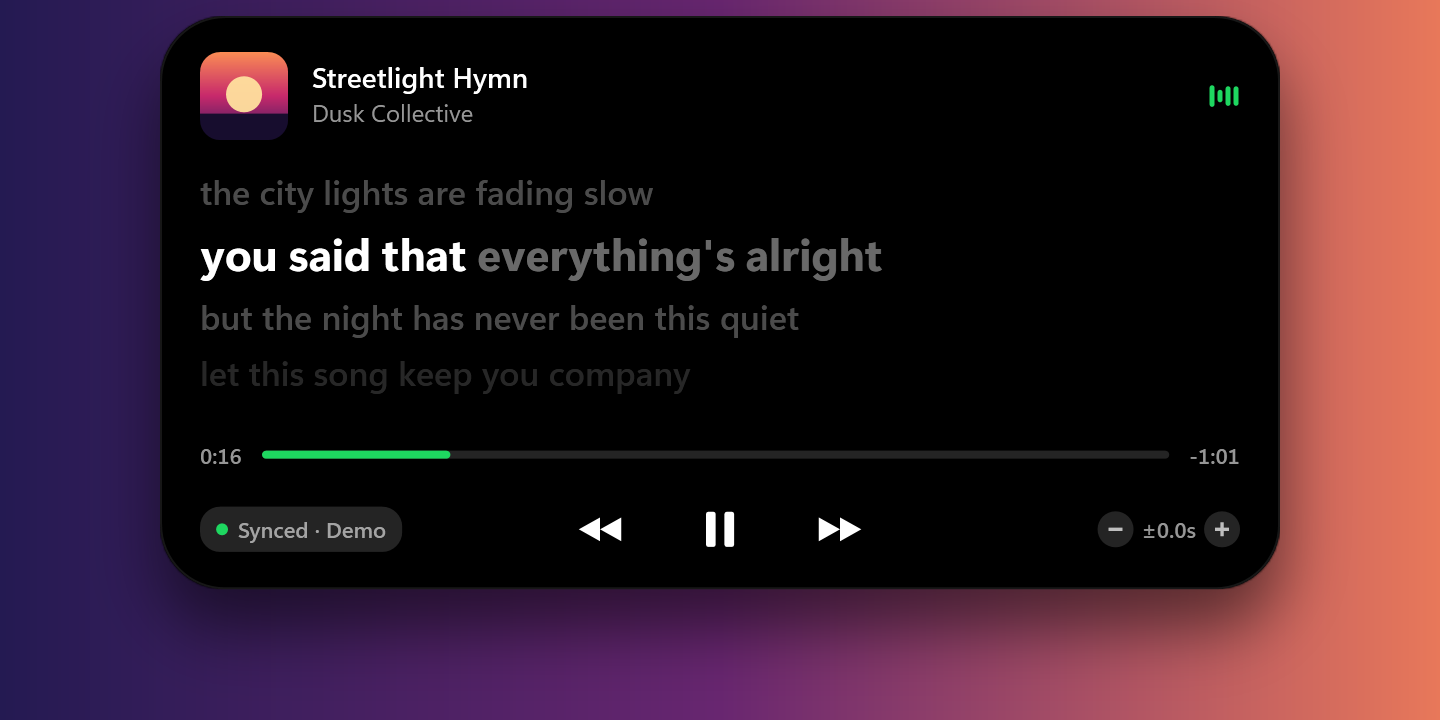 Streetlight Hymn
Dusk Collective
the city lights are fading slow
you said that everything's alright
but the night has never been this quiet
let this song keep you company
0:16 -1:01
Synced · Demo − ±0.0s +